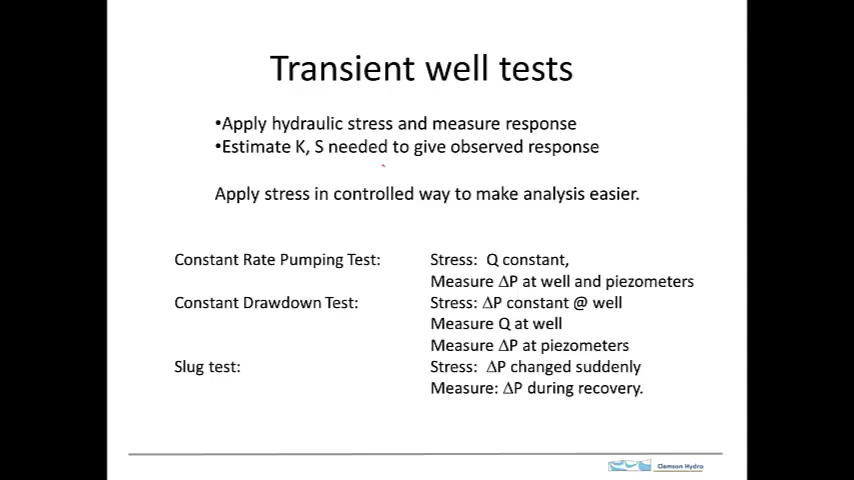 Transient well tests
•Apply hydraulic stress and measure response
•Estimate K, S needed to give observed response
Apply stress in controlled way to make analysis easier.
Constant Rate Pumping Test: Stress: Q constant,
Measure ΔP at well and piezometers
Constant Drawdown Test: Stress: ΔP constant @ well
Measure Q at well
Measure ΔP at piezometers
Slug test: Stress: ΔP changed suddenly
Measure: ΔP during recovery.
Clemson Hydro